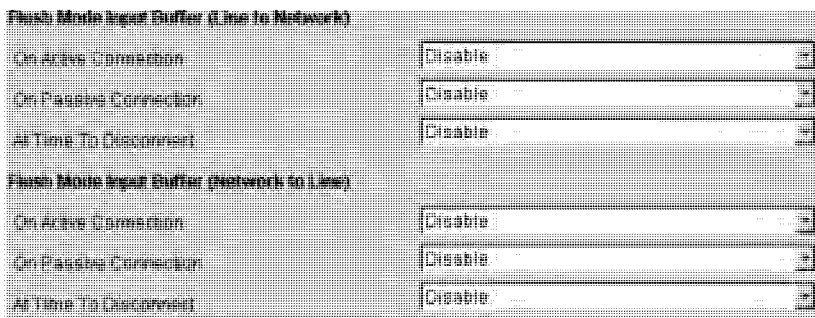 Flush Mode Input Buffer (Line to Network)
On Active Connection Disable
On Passive Connection Disable
At Time To Disconnect Disable
Flush Mode Input Buffer (Network to Line)
On Active Connection Disable
On Passive Connection Disable
At Time To Disconnect Disable